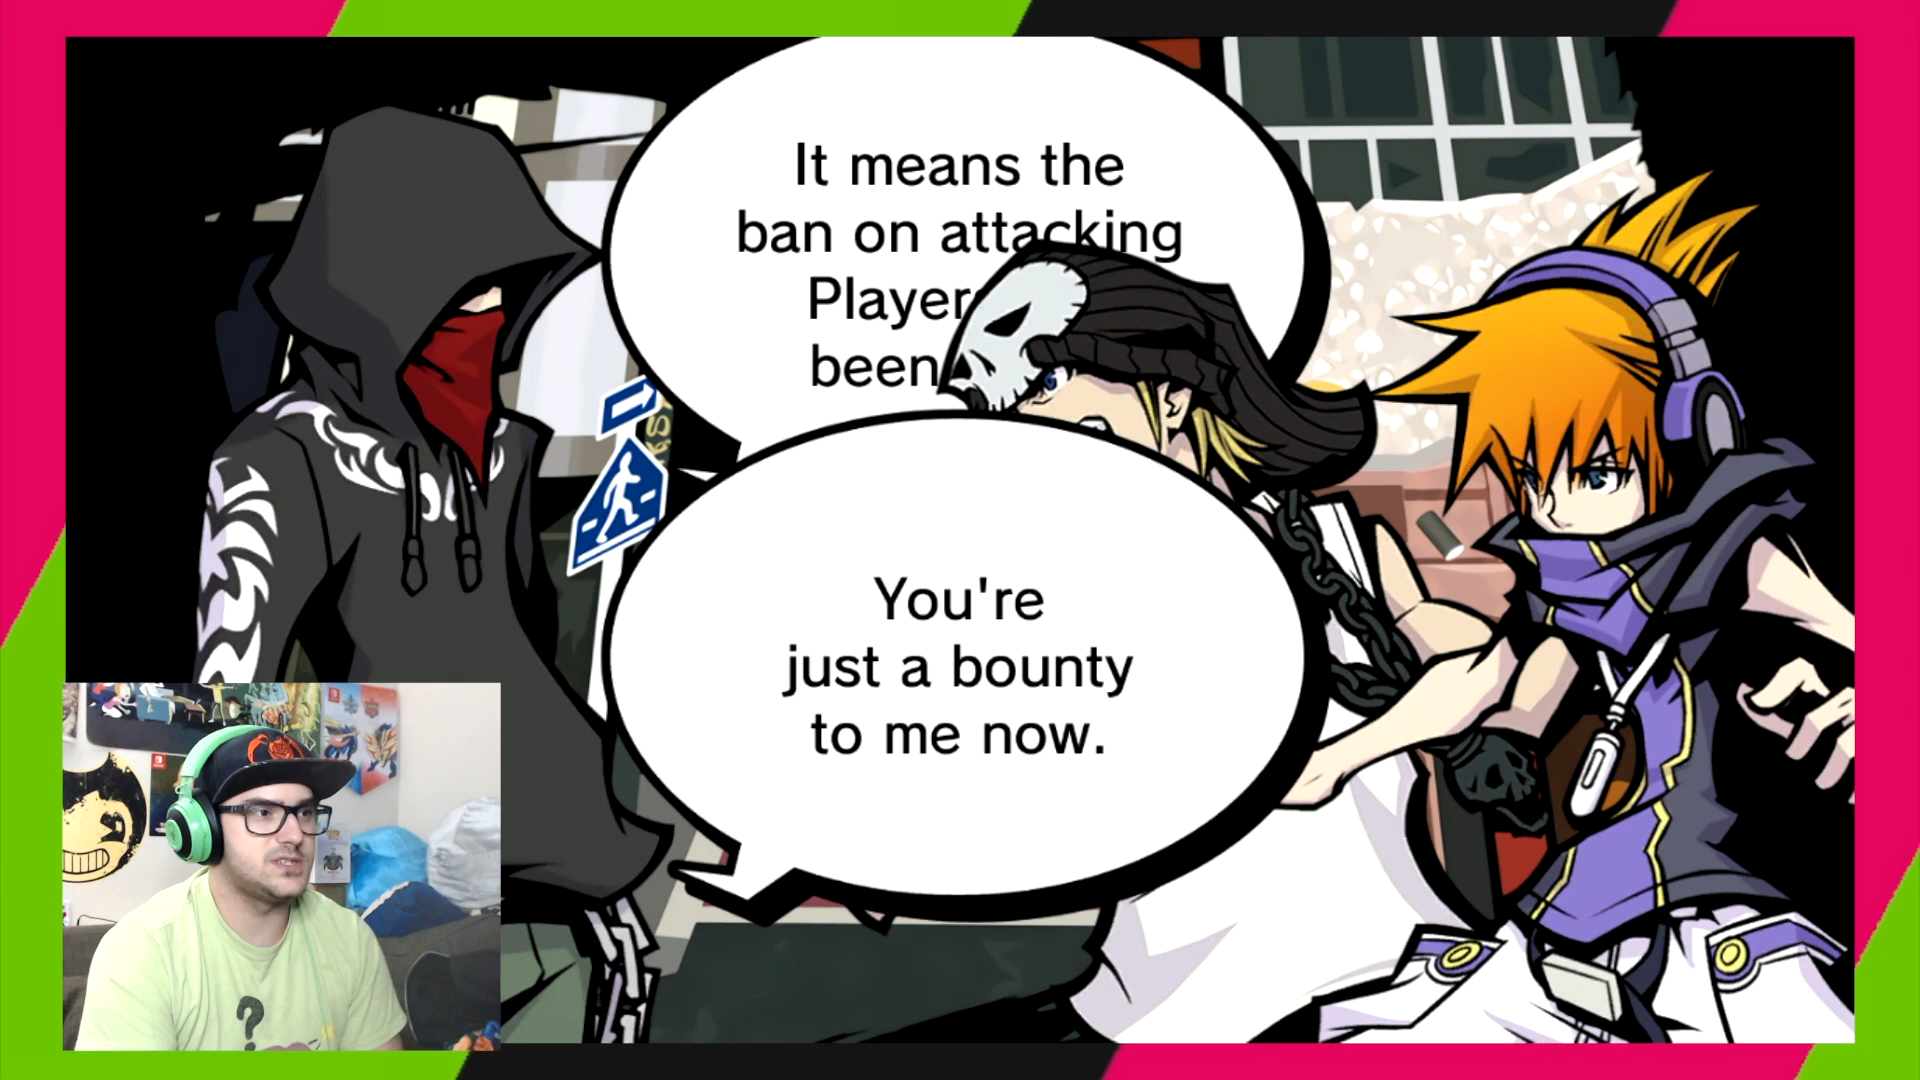 It means the
ban on attacking
Player
been
You're
just a bounty
to me now.
?